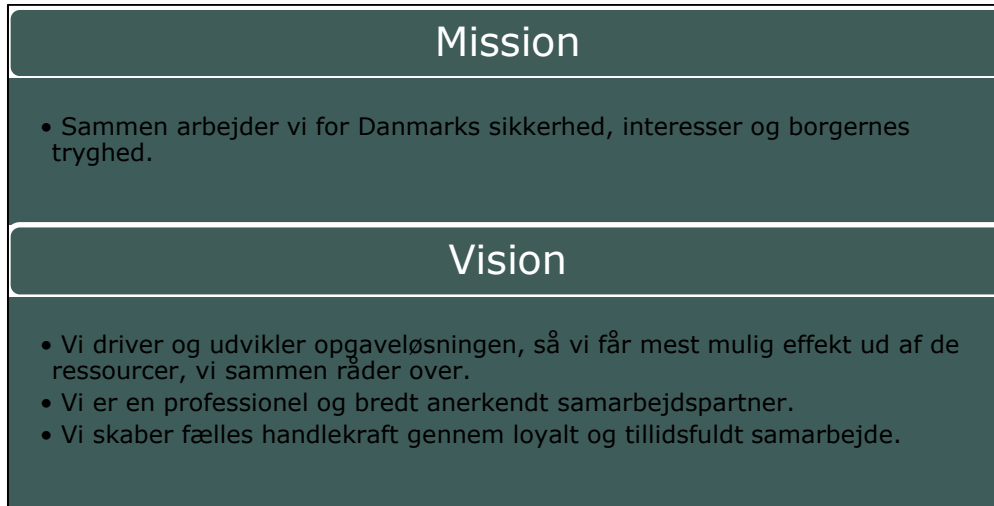 Mission
• Sammen arbejder vi for Danmarks sikkerhed, interesser og borgernes
tryghed.
Vision
• Vi driver og udvikler opgaveløsningen, så vi får mest mulig effekt ud af de
ressourcer, vi sammen råder over.
• Vi er en professionel og bredt anerkendt samarbejdspartner.
• Vi skaber fælles handlekraft gennem loyalt og tillidsfuldt samarbejde.